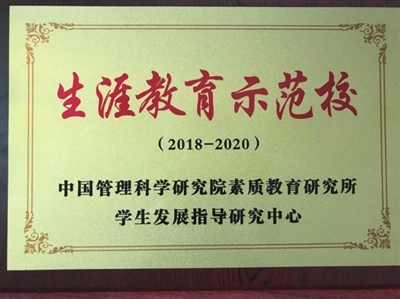 生涯教育示范校
（2018-2020）
中国管理科学研究院素质教育研究所
学生发展指导研究中心